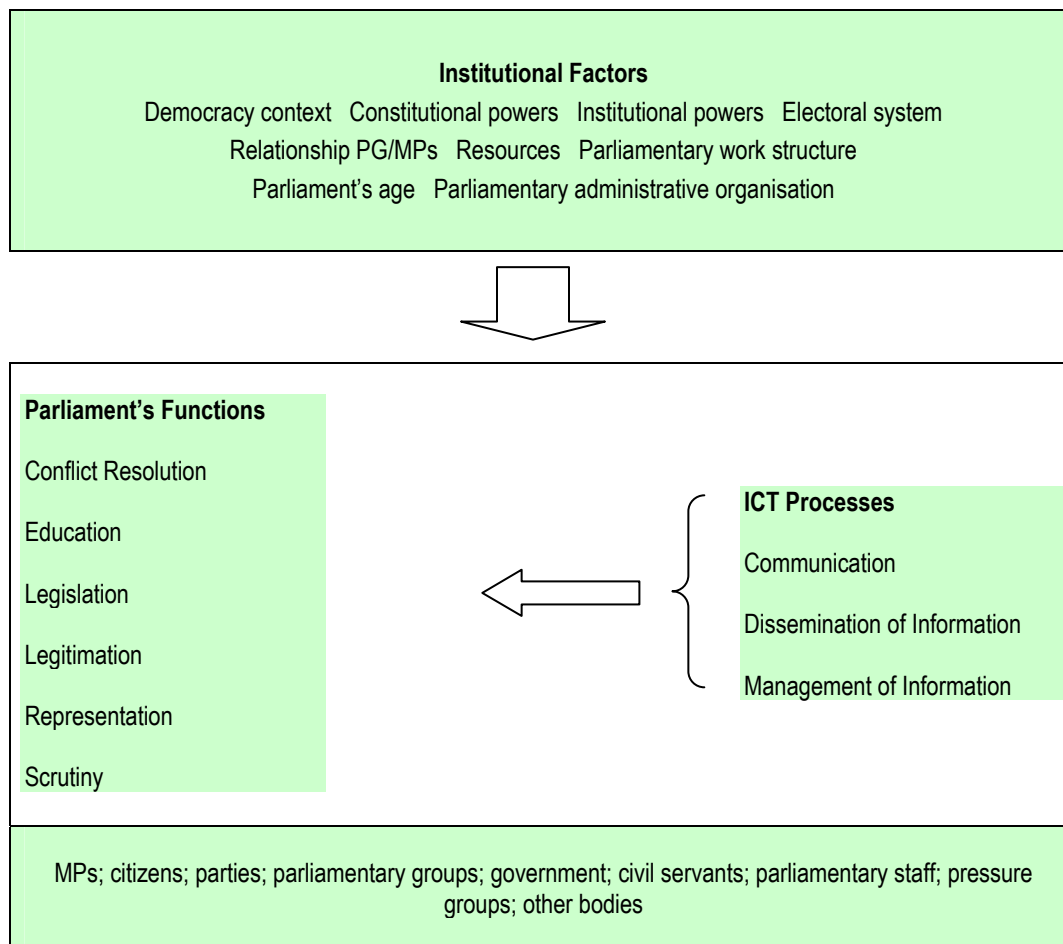 Institutional Factors
Democracy context Constitutional powers Institutional powers Electoral system
Relationship PG/MPs Resources Parliamentary work structure
Parliament's age Parliamentary administrative organisation
Parliament's Functions
Conflict Resolution
Education
Legislation
Legitimation
Representation
Scrutiny
ICT Processes
Communication
Dissemination of Information
Management of Information
MPs; citizens; parties; parliamentary groups; government; civil servants; parliamentary staff; pressure
groups; other bodies